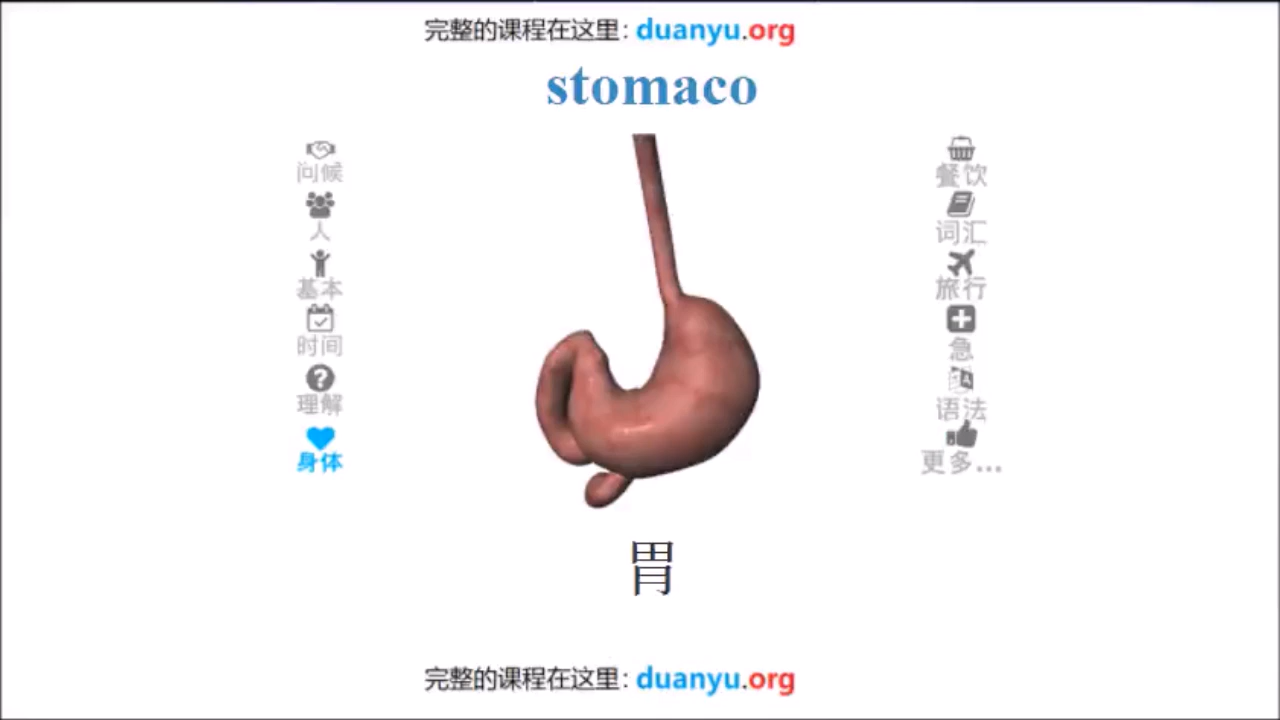 完整的课程在这里: duanyu.org
stomaco
问候
人
基本
时间
理解
身体
餐饮
词汇
旅行
急
语法
更多...
胃
完整的课程在这里: duanyu.org